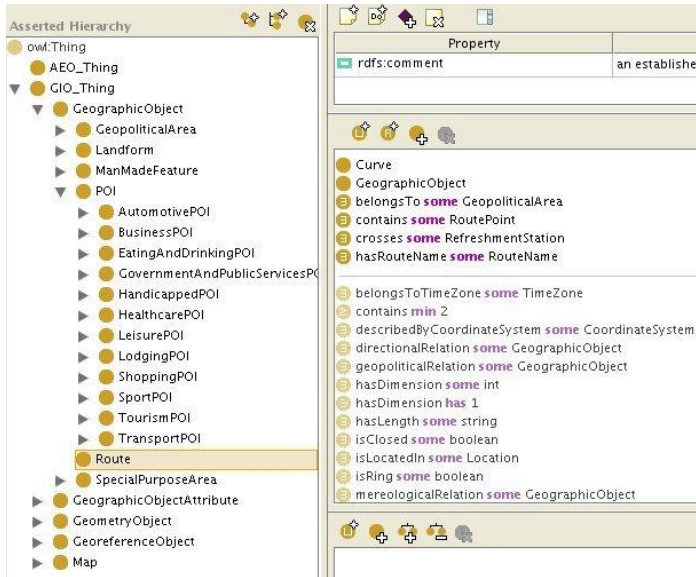 Asserted Hierarchy
owl:Thing
AEO_Thing
GIO_Thing
GeographicObject
GeopoliticalArea
Landform
ManMadeFeature
POI
AutomotivePOI
BusinessPOI
EatingAndDrinkingPOI
GovernmentAndPublicServicesPO
HandicappedPOI
HealthcarePOI
LeisurePOI
LodgingPOI
ShoppingPOI
SportPOI
TourismPOI
TransportPOI
Route
SpecialPurposeArea
GeographicObjectAttribute
GeometryObject
GeoreferenceObject
Map
Property
rdfs:comment an establishe
Curve
GeographicObject
belongsTo some GeopoliticalArea
contains some RoutePoint
crosses some RefreshmentStation
hasRouteName some RouteName
belongsToTimeZone some TimeZone
contains min 2
describedByCoordinateSystem some CoordinateSystem
directionalRelation some GeographicObject
geopoliticalRelation some GeographicObject
hasDimension some int
hasDimension has 1
hasLength some string
isClosed some boolean
isLocatedIn some Location
isRing some boolean
mereologicalRelation some GeographicObject